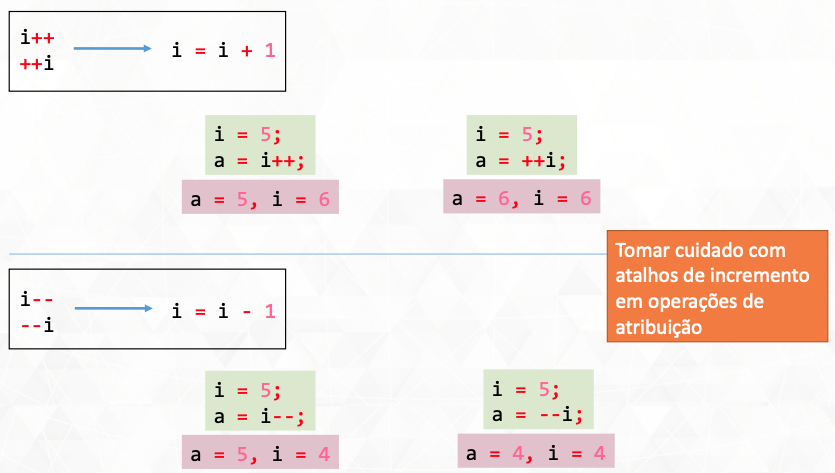 i++
++i
i = i + 1
i = 5;
a = i++;
a = 5, i = 6
i = 5;
a = ++i;
a = 6, i = 6
Tomar cuidado com
atalhos de incremento
em operações de
atribuição
i--
--i
i = i - 1
i = 5;
a = i--;
a = 5, i = 4
i = 5;
a = --i;
a = 4, i = 4